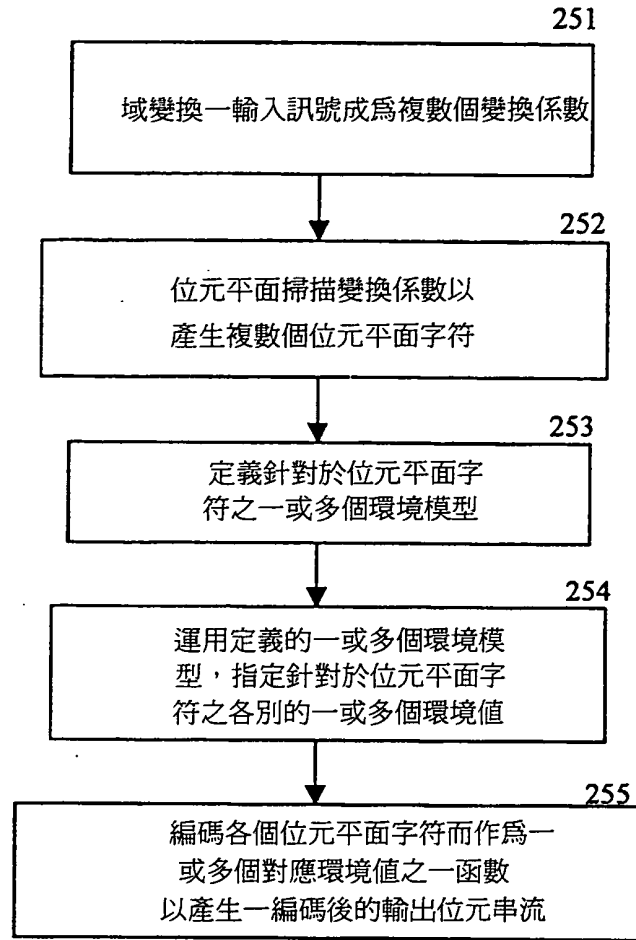 251
域變換一輸入訊號成為複數個變換係數
252
位元平面掃描變換係數以
產生複數個位元平面字符
253
定義針對於位元平面字
符之一或多個環境模型
254
運用定義的一或多個環境模
型，指定針對於位元平面字
符之各別的一或多個環境值
255
編碼各個位元平面字符而作為一
或多個對應環境值之一函數
以產生一編碼後的輸出位元串流